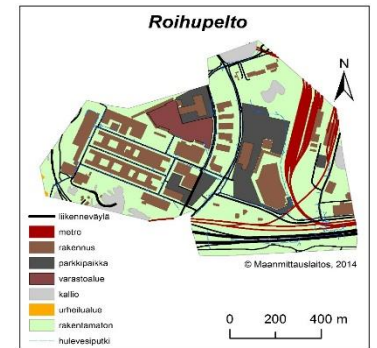 Roihupelto
N
liikenneväylä
metro
rakennus
parkkipaikka
varastoalue
kallio
urheilualue
rakentamaton
hulevesiputki
© Maanmittauslaitos, 2014
0 200 400 m